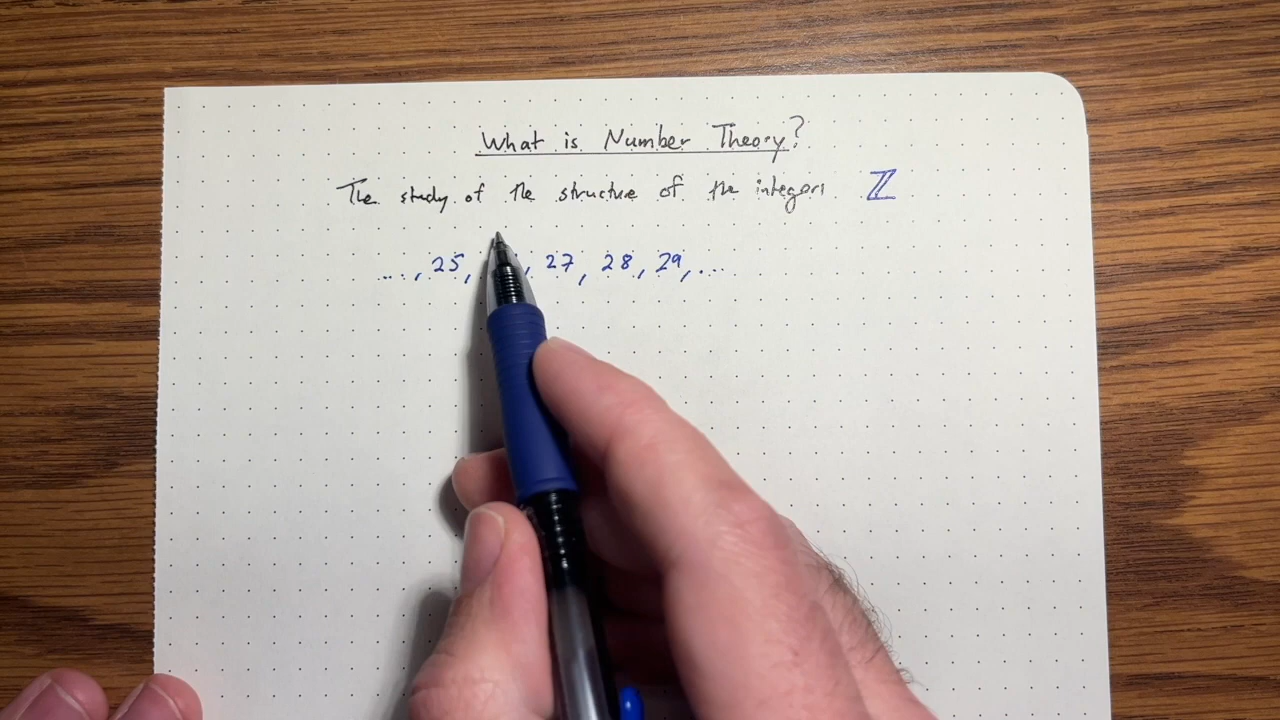 What is Number Theory?
The study of the structure of the integers ℤ
..., 25, , 27, 28, 29, ...